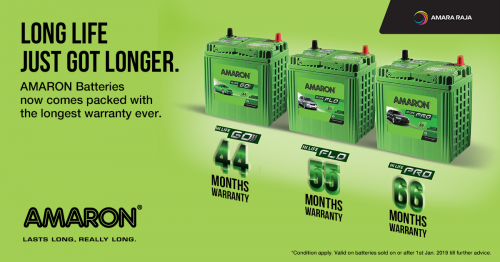 AMARA RAJA
LONG LIFE
JUST GOT LONGER.
AMARON Batteries
now comes packed with
the longest warranty ever.
AMARON
GO
AMARON
FLO
AMARON
PRO
HI LIFE GO
44
MONTHS
WARRANTY
HI LIFE FLO
55
MONTHS
WARRANTY
HI LIFE PRO
66
MONTHS
WARRANTY
AMARON®
LASTS LONG, REALLY LONG.
*Condition apply. Valid on batteries sold on or after 1st Jan. 2019 till further advice.